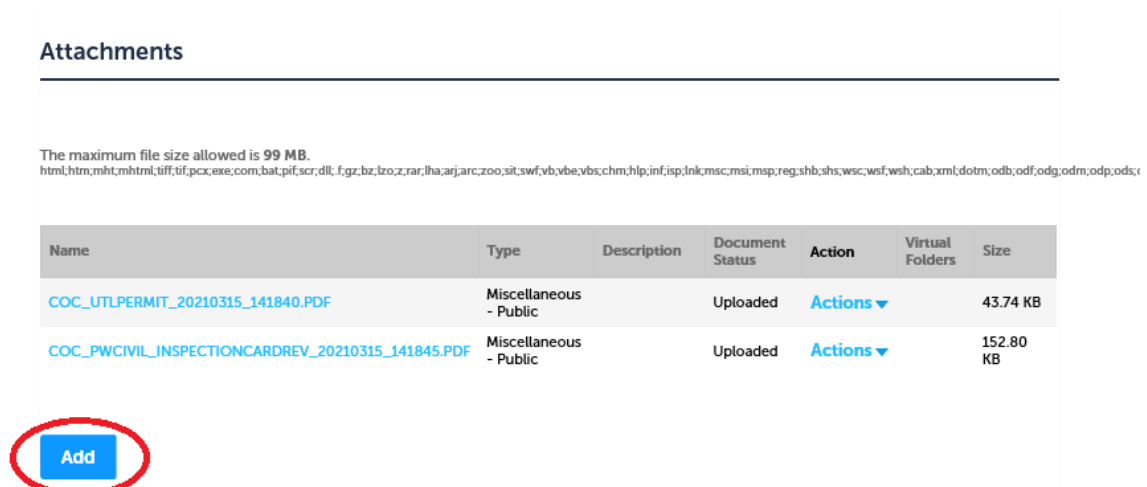 Attachments
The maximum file size allowed is 99 MB.
html;htm;mht;mhtml;tiff;tif;pcx;exe;com;bat;pif;scr;dll;.f;gz;bz;lzo;z;rar;lha;arj;arc;zoo;sit;swf;vb;vbe;vbs;chm;hlp;inf;isp;lnk;msc;msi;msp;reg;shb;shs;wsc;wsf;wsh;cab;xml;dotm;odb;odf;odg;odm;odp;ods;
Name Type Description Document Status Action Virtual Folders Size
COC_UTLPERMIT_20210315_141840.PDF Miscellaneous - Public Uploaded Actions 43.74 KB
COC_PWCIVIL_INSPECTIONCARDREV_20210315_141845.PDF Miscellaneous - Public Uploaded Actions 152.80 KB
Add